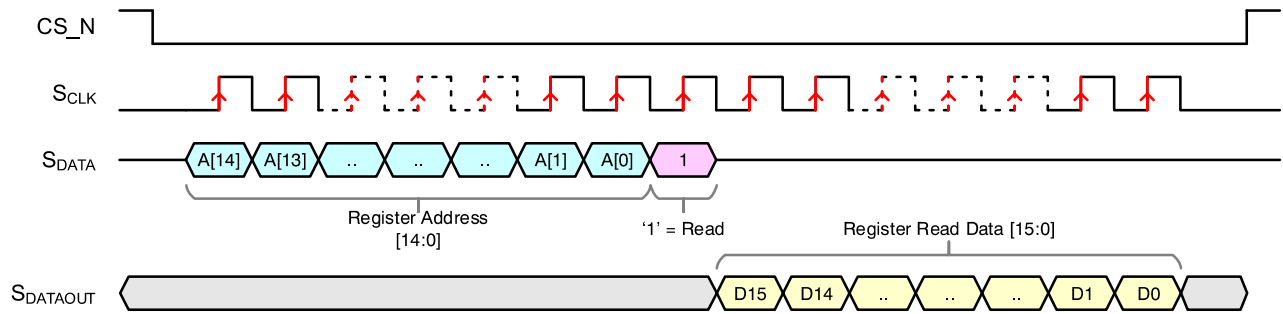 CS_N
SCLK
SDATA
A[14] A[13] .. .. .. A[1] A[0] 1
Register Address
[14:0]
‘1’ = Read
Register Read Data [15:0]
SDATAOUT
D15 D14 .. .. .. D1 D0